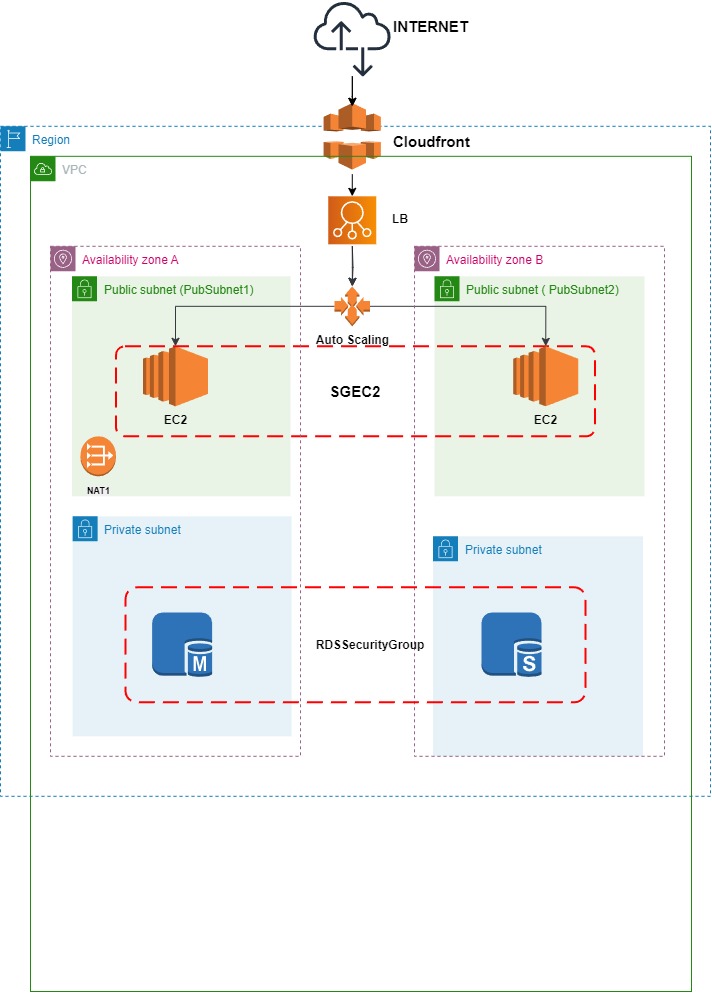 INTERNET
Region
Cloudfront
VPC
LB
Availability zone A
Availability zone B
Public subnet (PubSubnet1)
Public subnet ( PubSubnet2)
Auto Scaling
SGEC2
EC2
EC2
NAT1
Private subnet
Private subnet
RDSSecurityGroup
M
S